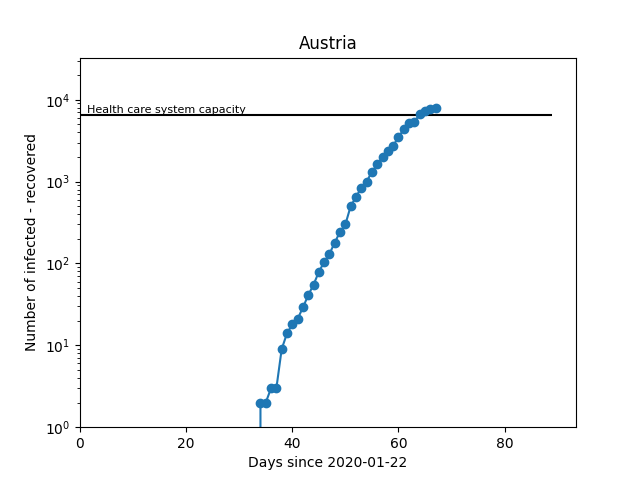 Austria
Number of infected - recovered
10⁴
10³
10²
10¹
10⁰
Health care system capacity
0 20 40 60 80
Days since 2020-01-22